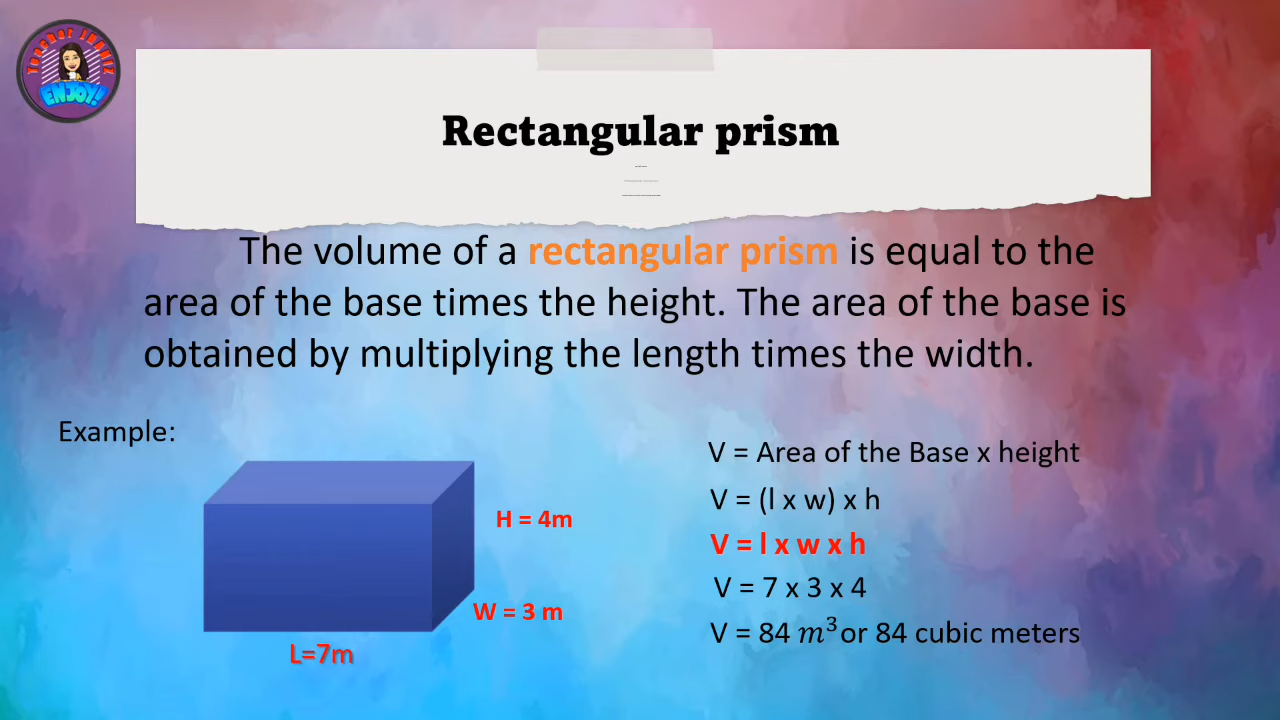 ENJOY!
Rectangular prism
The volume of a rectangular prism is equal to the
area of the base times the height. The area of the base is
obtained by multiplying the length times the width.
Example:
H = 4m
W = 3 m
L=7m
V = Area of the Base x height
V = (l x w) x h
V = l x w x h
V = 7 x 3 x 4
V = 84 𝑚³ or 84 cubic meters